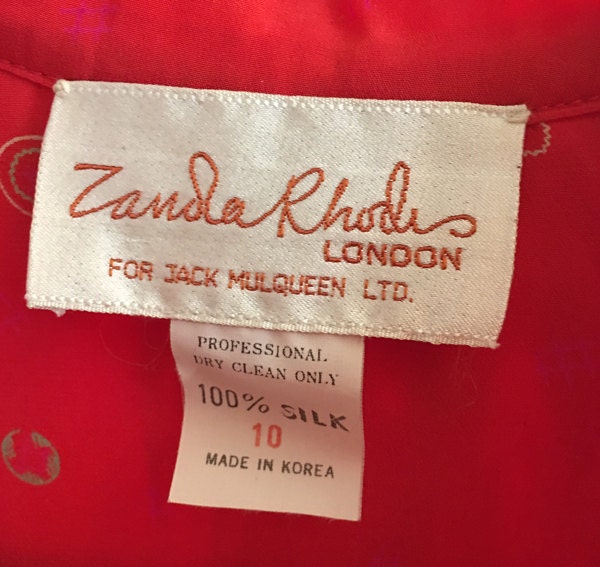 Zandra Rhodes
LONDON
FOR JACK MULQUEEN LTD.
PROFESSIONAL
DRY CLEAN ONLY
100% SILK
10
MADE IN KOREA